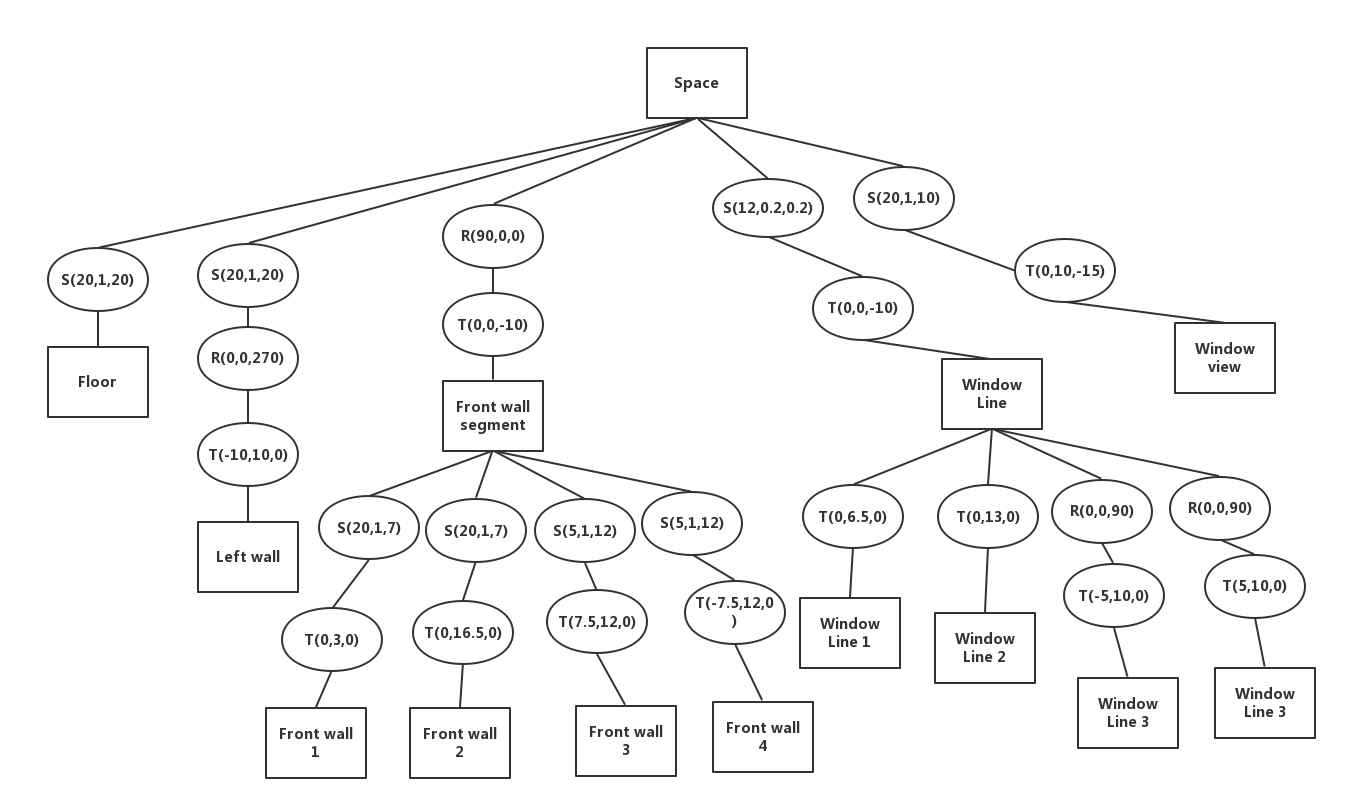 Space
S(20,1,20)
S(20,1,20)
R(90,0,0)
S(12,0.2,0.2)
S(20,1,10)
T(0,10,-15)
R(0,0,270)
T(0,0,-10)
T(0,0,-10)
Window
view
Floor
Front wall
segment
Window
Line
T(-10,10,0)
Left wall
S(20,1,7)
S(20,1,7)
S(5,1,12)
S(5,1,12)
T(0,6.5,0)
T(0,13,0)
R(0,0,90)
R(0,0,90)
T(0,3,0)
T(0,16.5,0)
T(7.5,12,0)
T(-7.5,12,0
)
T(-5,10,0)
T(5,10,0)
Window
Line 1
Window
Line 2
Window
Line 3
Window
Line 3
Front wall
1
Front wall
2
Front wall
3
Front wall
4